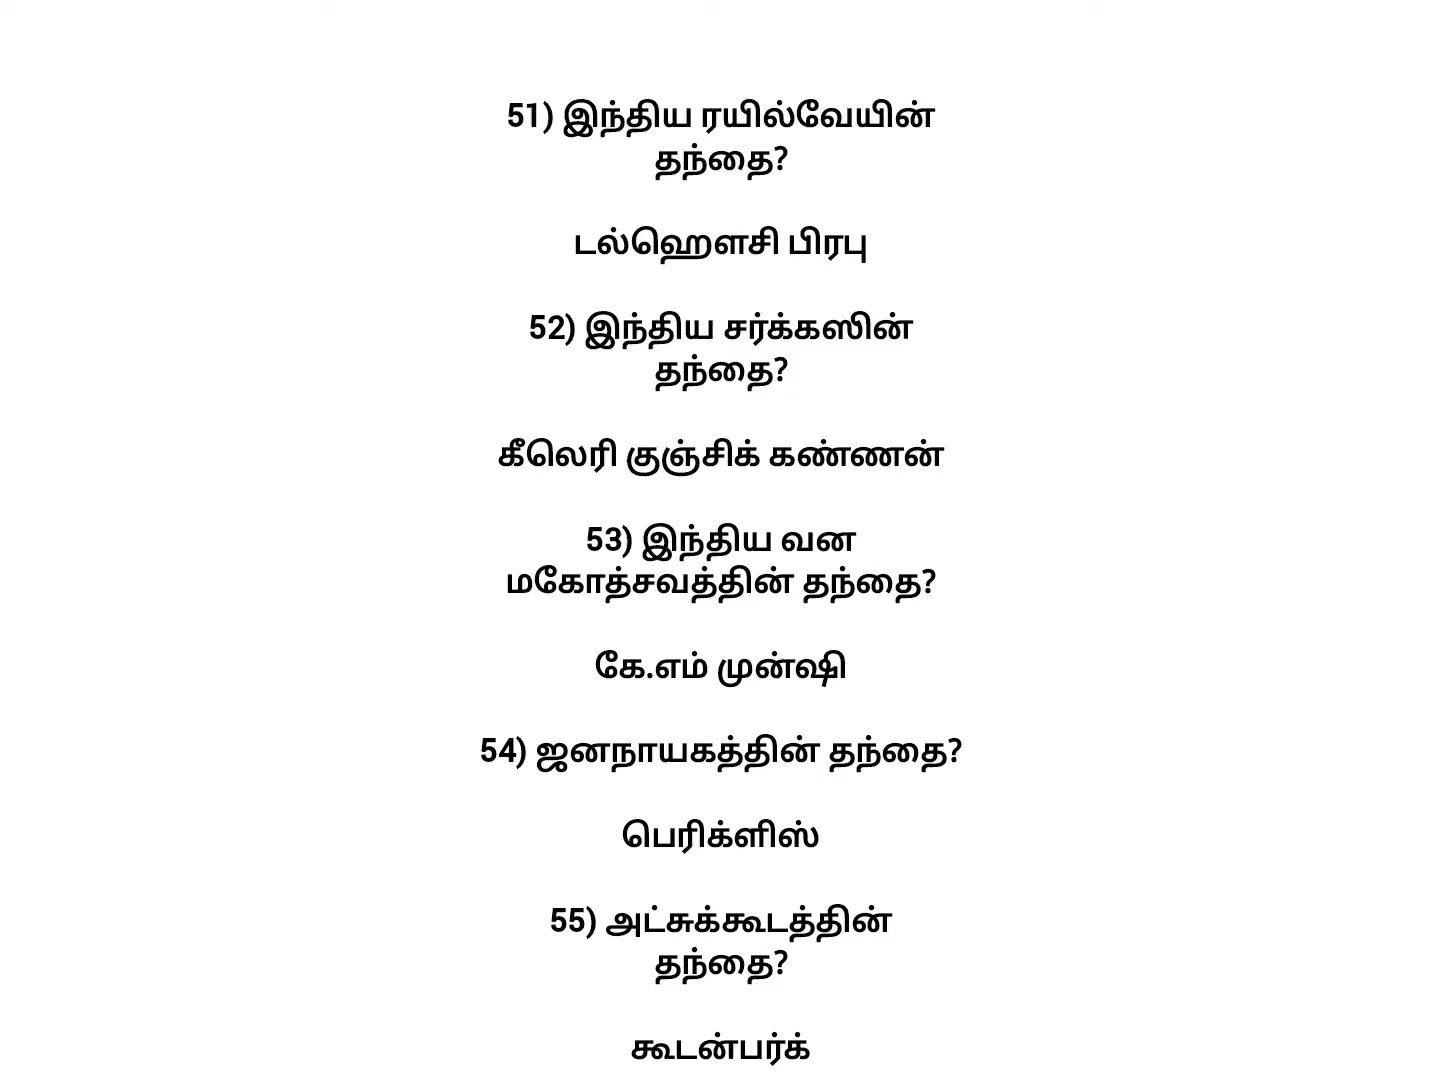 51) இந்திய ரயில்வேயின்
தந்தை?
டல்ஹௌசி பிரபு
52) இந்திய சர்க்கஸின்
தந்தை?
கீலெரி குஞ்சிக் கண்ணன்
53) இந்திய வன
மகோத்சவத்தின் தந்தை?
கே.எம் முன்ஷி
54) ஜனநாயகத்தின் தந்தை?
பெரிக்ளிஸ்
55) அட்சுக்கூடத்தின்
தந்தை?
கூடன்பர்க்